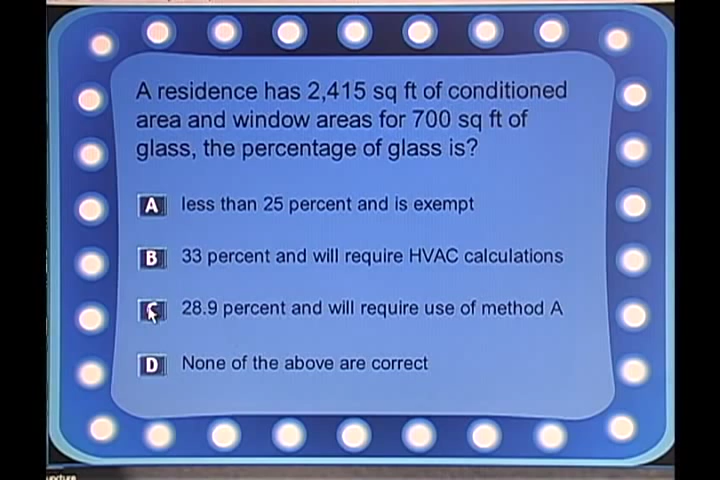 A residence has 2,415 sq ft of conditioned
area and window areas for 700 sq ft of
glass, the percentage of glass is?
A less than 25 percent and is exempt
B 33 percent and will require HVAC calculations
C 28.9 percent and will require use of method A
D None of the above are correct